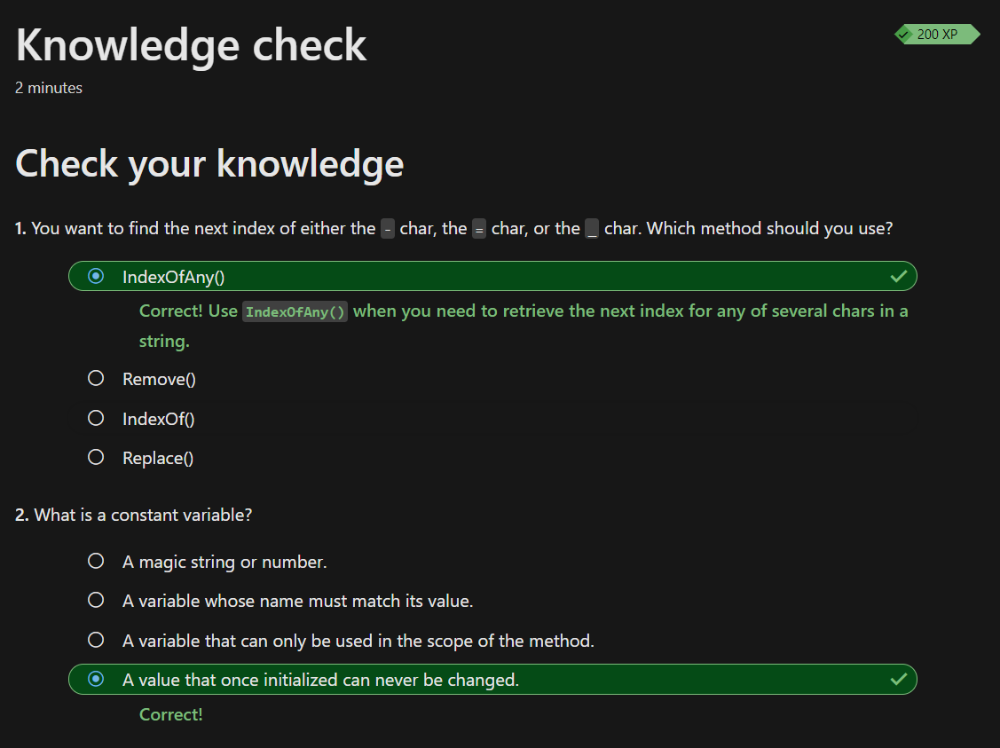 Knowledge check
200 XP
2 minutes
Check your knowledge
1. You want to find the next index of either the - char, the = char, or the _ char. Which method should you use?
IndexOfAny()
Correct! Use IndexOfAny() when you need to retrieve the next index for any of several chars in a
string.
Remove()
IndexOf()
Replace()
2. What is a constant variable?
A magic string or number.
A variable whose name must match its value.
A variable that can only be used in the scope of the method.
A value that once initialized can never be changed.
Correct!